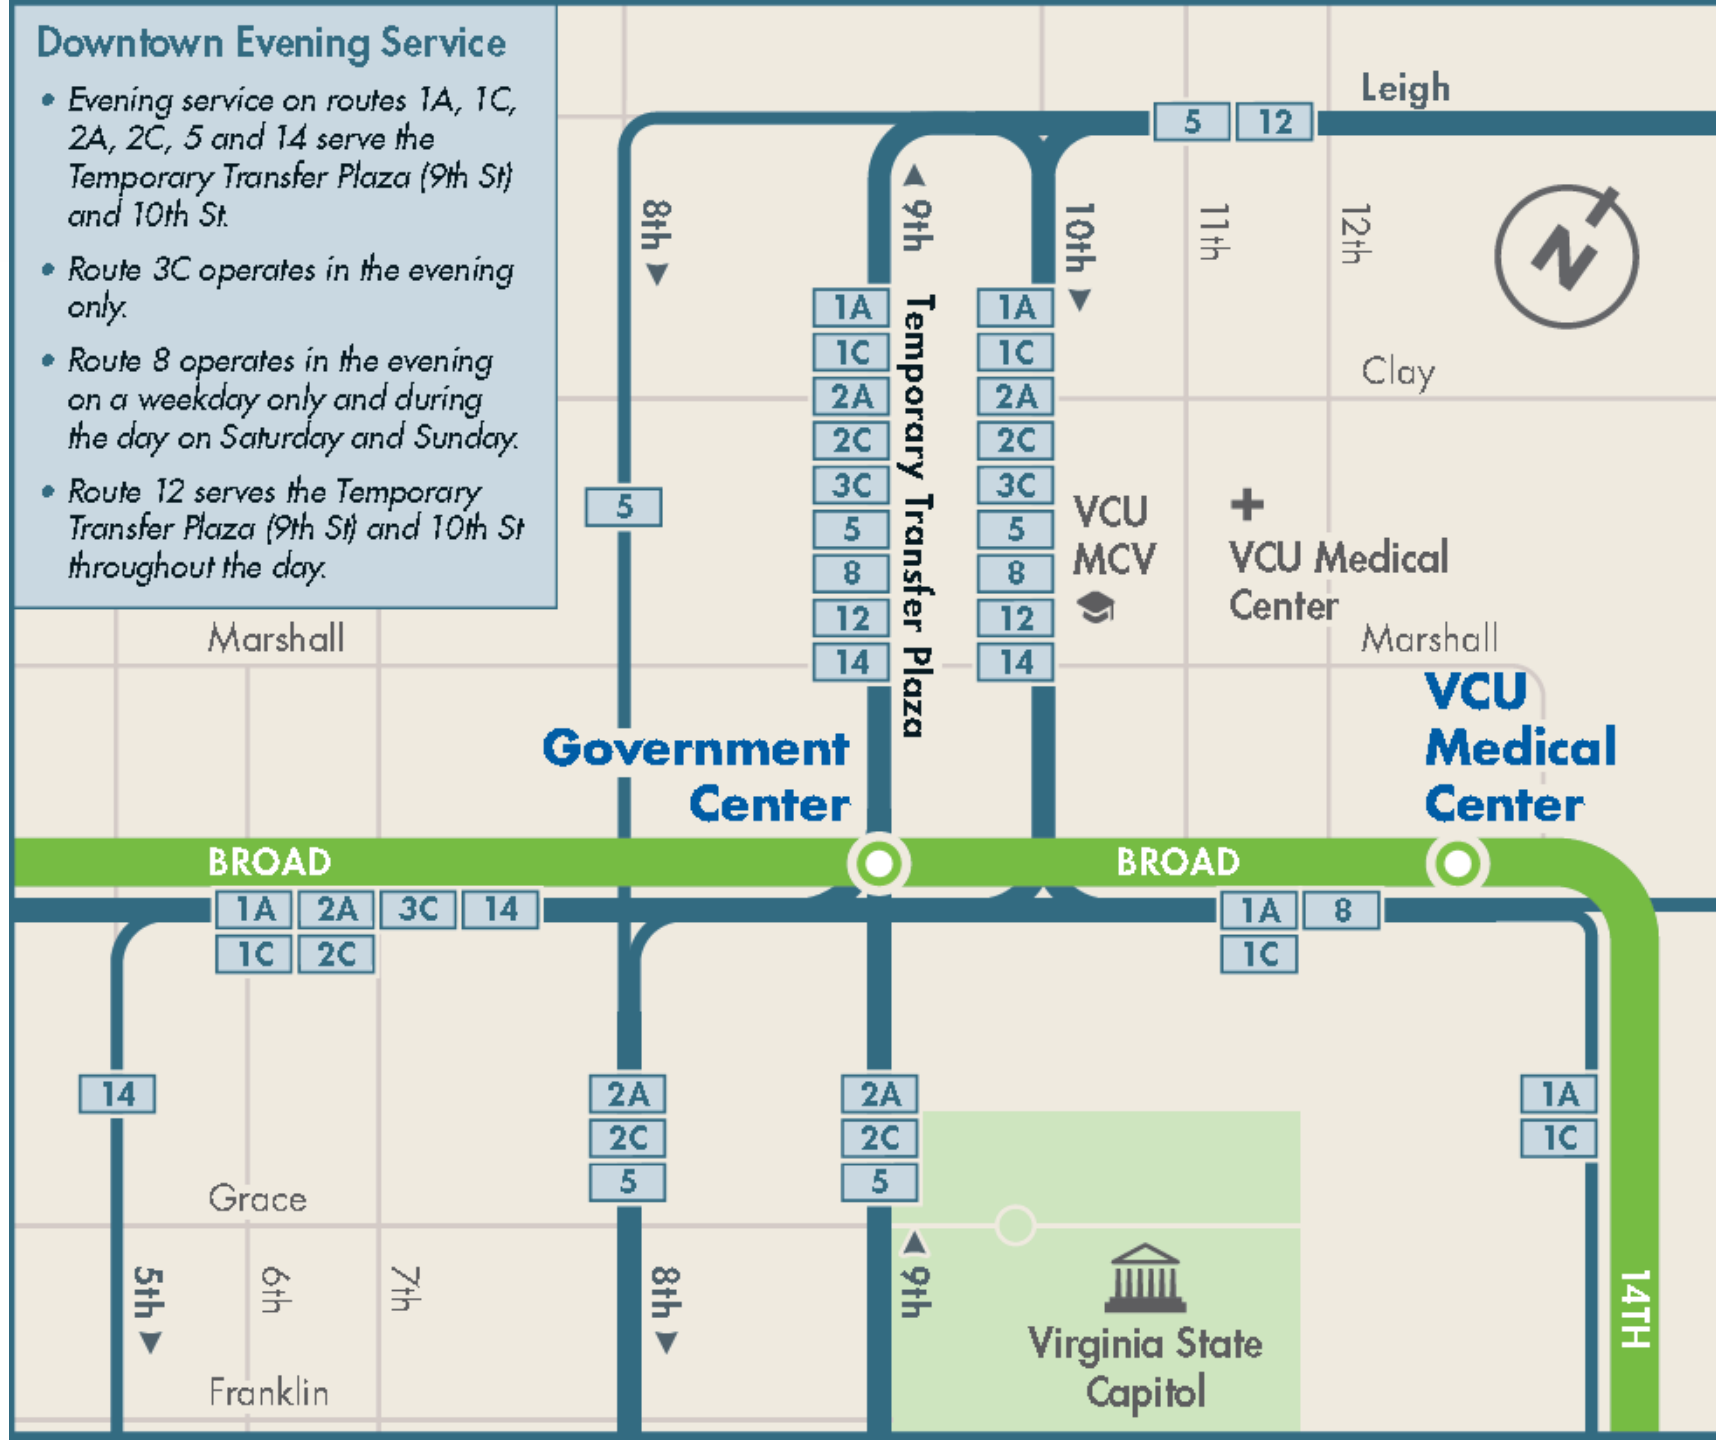 Downtown Evening Service
• Evening service on routes 1A, 1C,
2A, 2C, 5 and 14 serve the
Temporary Transfer Plaza (9th St)
and 10th St.
• Route 3C operates in the evening
only.
• Route 8 operates in the evening
on a weekday only and during
the day on Saturday and Sunday.
• Route 12 serves the Temporary
Transfer Plaza (9th St) and 10th St
throughout the day.
Leigh
5 12
8th
9th
10th
11th
12th
N
Clay
Temporary Transfer Plaza
1A
1C
2A
2C
3C
5
8
12
14
1A
1C
2A
2C
3C
5
8
12
14
5
VCU
MCV
VCU Medical
Center
Marshall
Marshall
Government
Center
VCU
Medical
Center
BROAD
BROAD
1A 2A 3C 14
1C 2C
1A 8
1C
14
2A
2C
5
2A
2C
5
1A
1C
Grace
5th
6th
7th
8th
9th
14TH
Virginia State
Capitol
Franklin